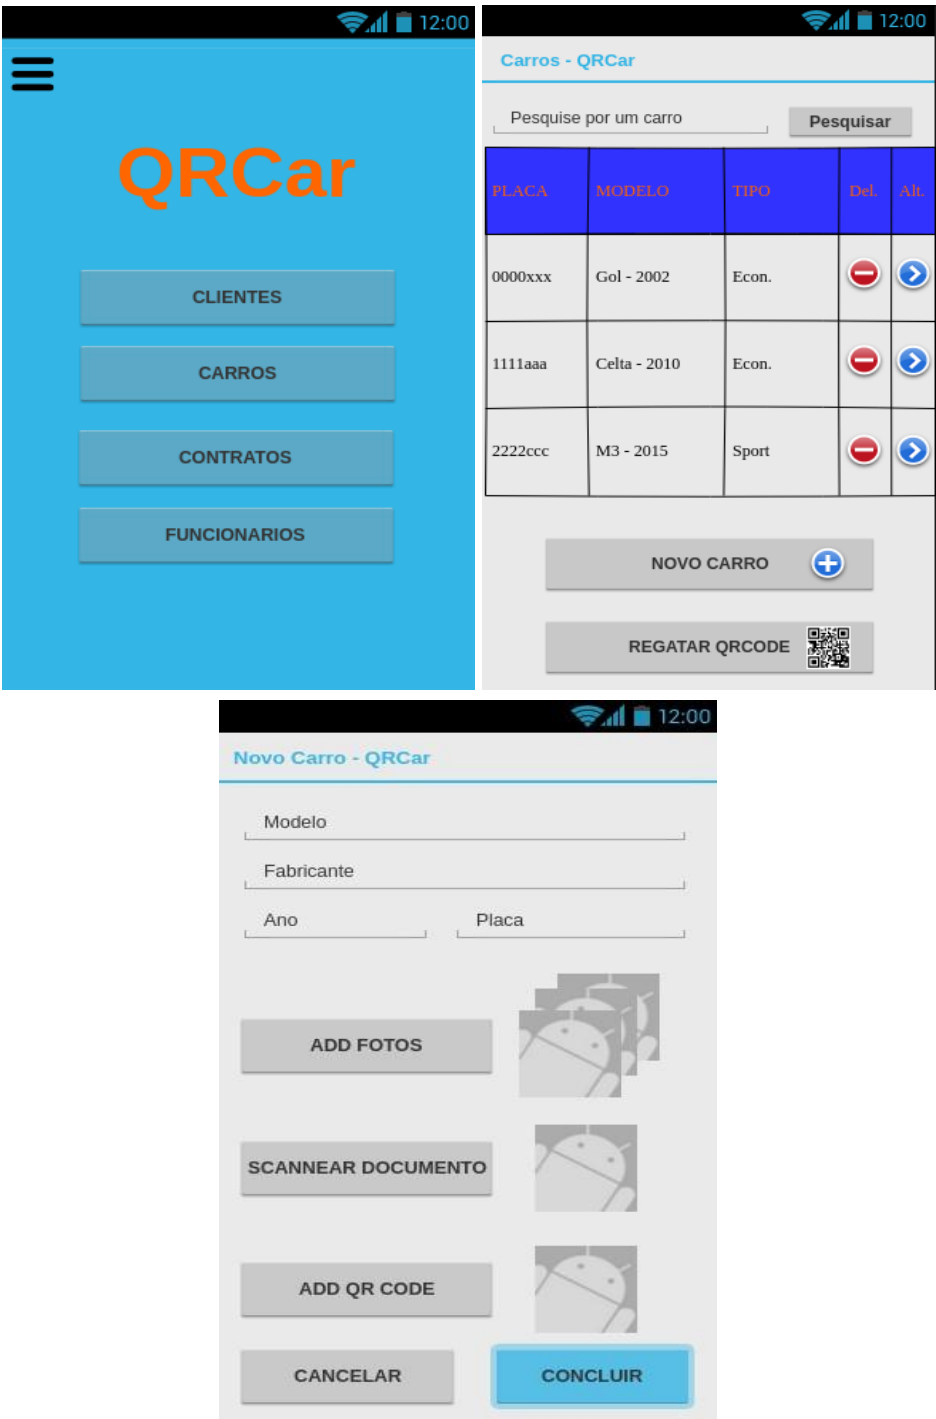 12:00
QRCar
CLIENTES
CARROS
CONTRATOS
FUNCIONARIOS
12:00
Carros - QRCar
Pesquise por um carro Pesquisar
PLACA MODELO TIPO Del. Alt.
0000xxx Gol - 2002 Econ.
1111aaa Celta - 2010 Econ.
2222ccc M3 - 2015 Sport
NOVO CARRO
REGATAR QRCODE
12:00
Novo Carro - QRCar
Modelo
Fabricante
Ano Placa
ADD FOTOS
SCANNEAR DOCUMENTO
ADD QR CODE
CANCELAR CONCLUIR